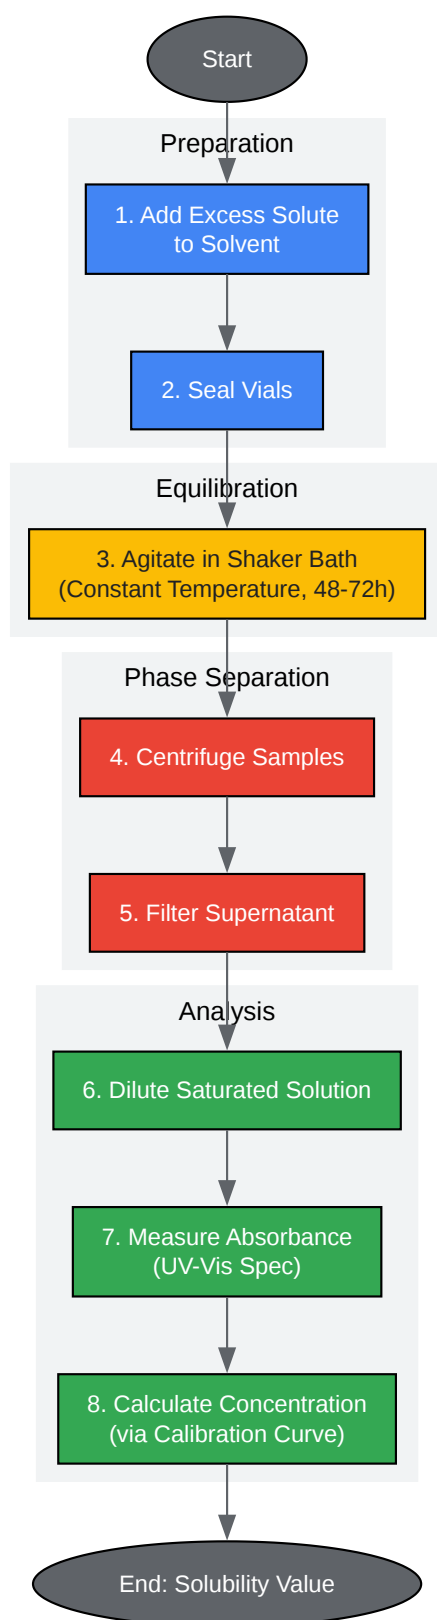 Start
Preparation
1. Add Excess Solute
to Solvent
2. Seal Vials
Equilibration
3. Agitate in Shaker Bath
(Constant Temperature, 48-72h)
Phase Separation
4. Centrifuge Samples
5. Filter Supernatant
Analysis
6. Dilute Saturated Solution
7. Measure Absorbance
(UV-Vis Spec)
8. Calculate Concentration
(via Calibration Curve)
End: Solubility Value